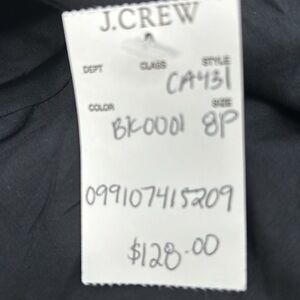 J.CREW
DEPT CLASS STYLE
CA431
COLOR SIZE
BK0001 8P
099107415209
$128.00